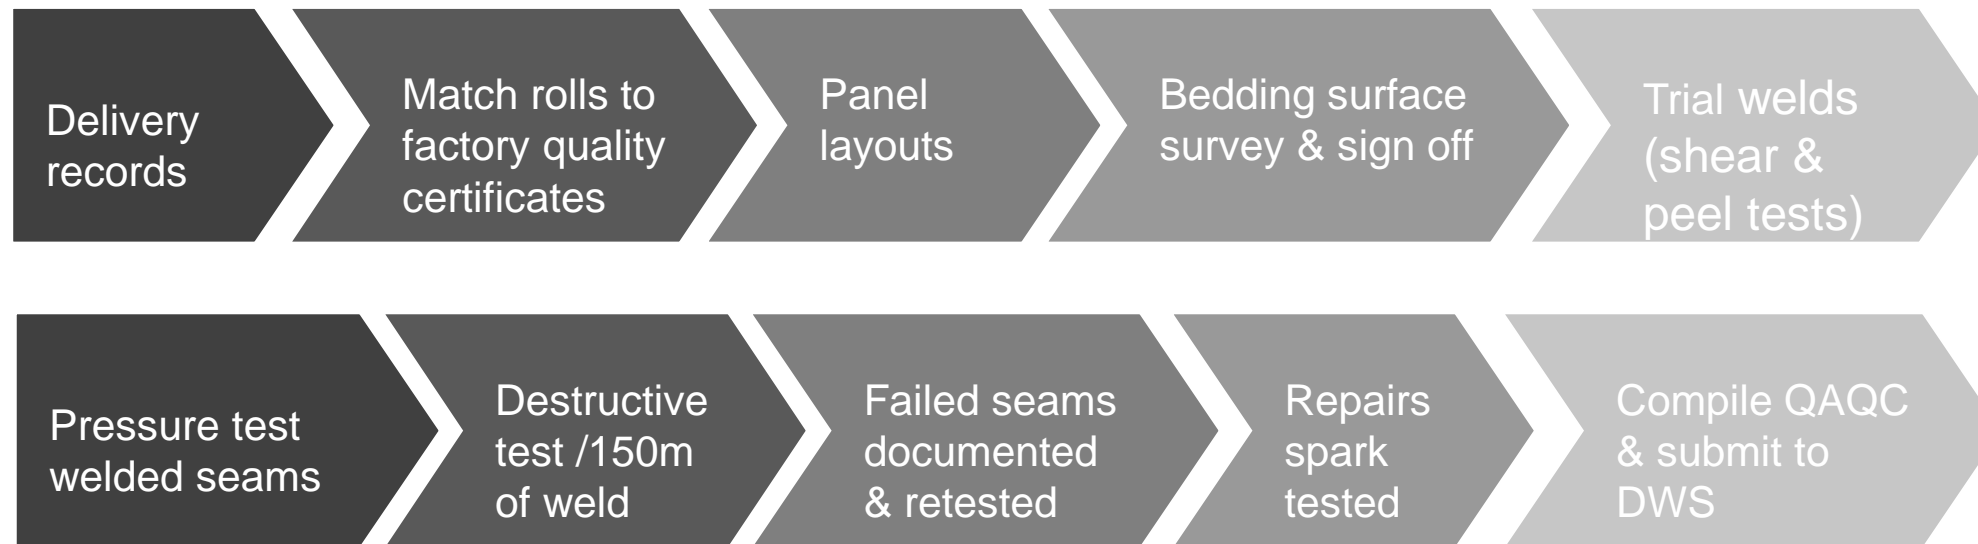 Delivery
records
Match rolls to
factory quality
certificates
Panel
layouts
Bedding surface
survey & sign off
Trial welds
(shear &
peel tests)
Pressure test
welded seams
Destructive
test /150m
of weld
Failed seams
documented
& retested
Repairs
spark
tested
Compile QAQC
& submit to
DWS